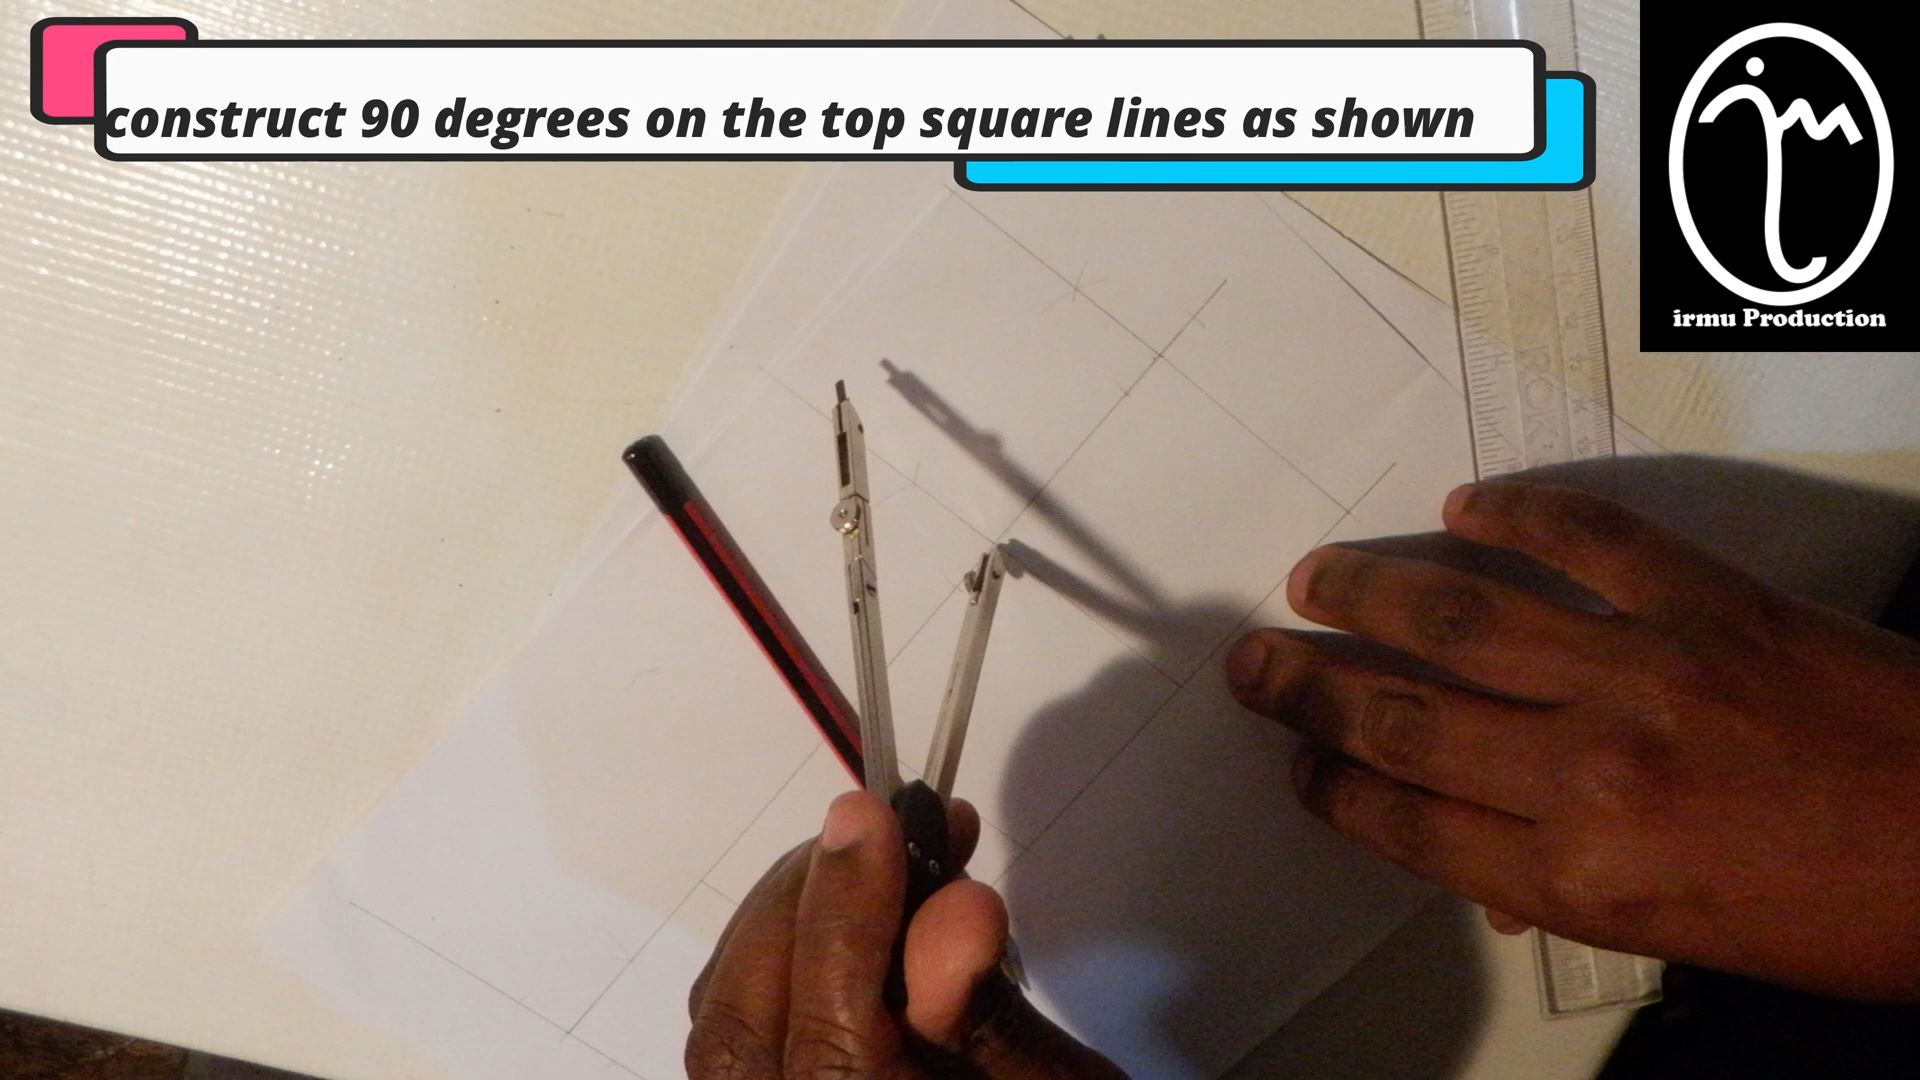 construct 90 degrees on the top square lines as shown
irmu Production